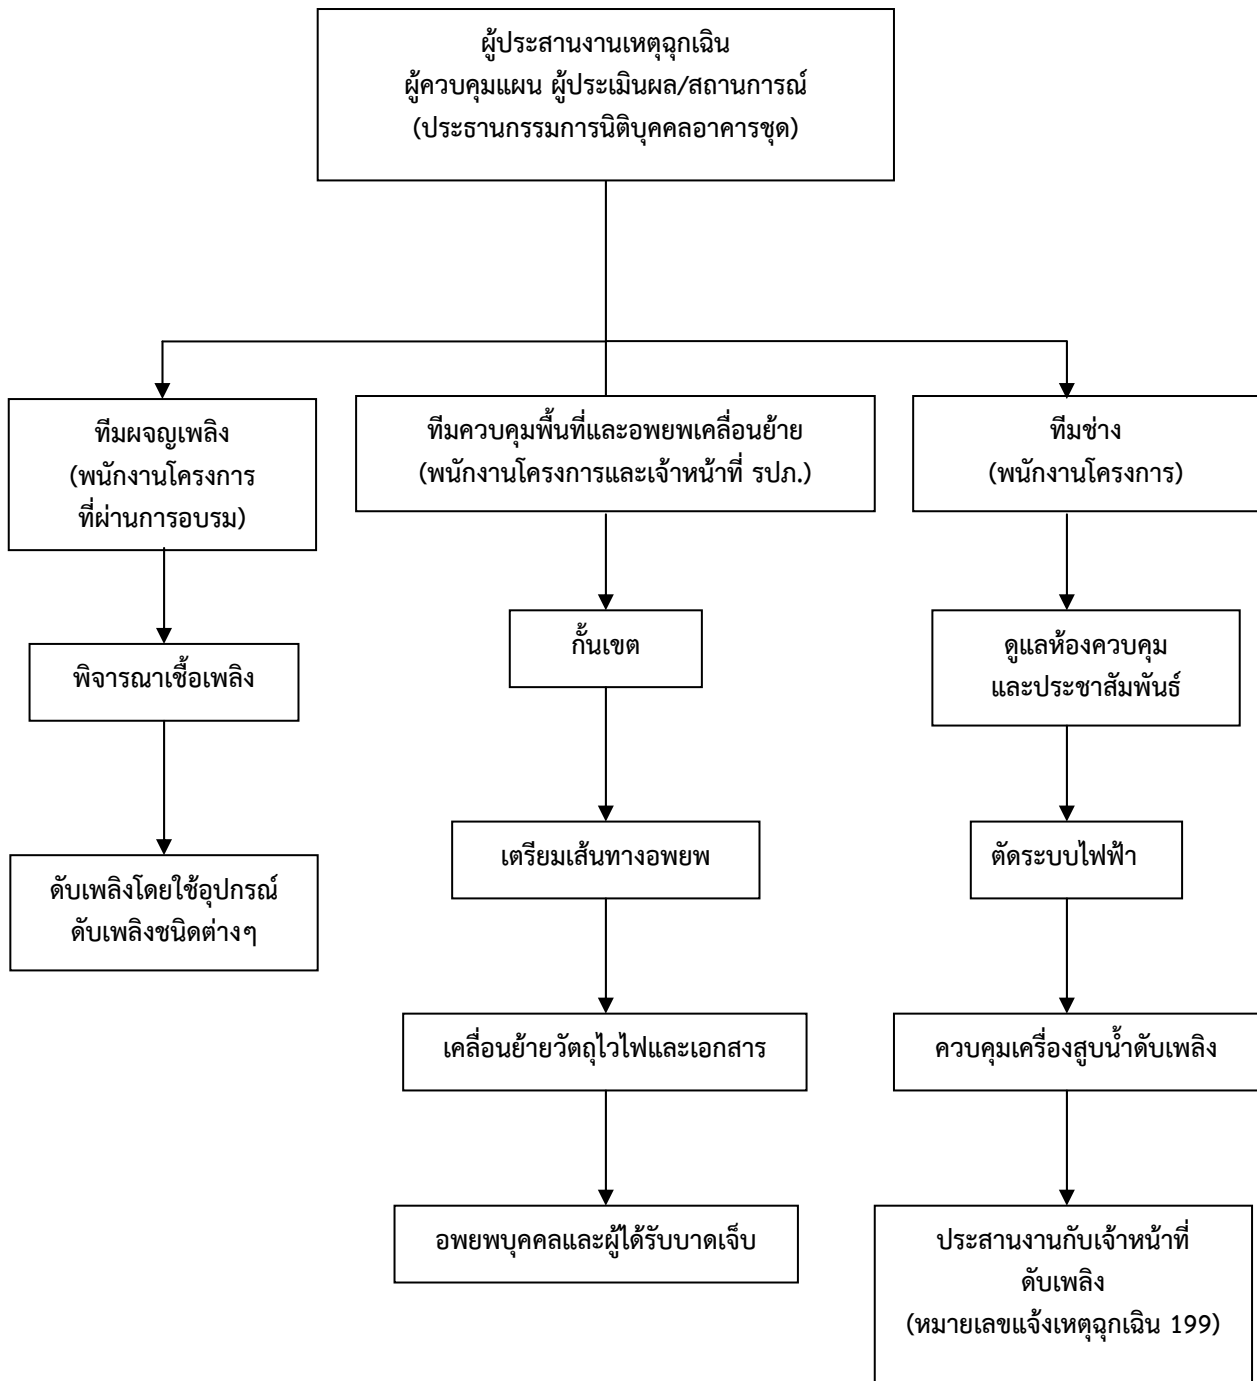 ผู้ประสานงานเหตุฉุกเฉิน
ผู้ควบคุมแผน ผู้ประเมินผล/สถานการณ์
(ประธานกรรมการนิติบุคคลอาคารชุด)
ทีมผจญเพลิง
(พนักงานโครงการ
ที่ผ่านการอบรม)
พิจารณาเชื้อเพลิง
ดับเพลิงโดยใช้อุปกรณ์
ดับเพลิงชนิดต่างๆ
ทีมควบคุมพื้นที่และอพยพเคลื่อนย้าย
(พนักงานโครงการและเจ้าหน้าที่ รปภ.)
กั้นเขต
เตรียมเส้นทางอพยพ
เคลื่อนย้ายวัตถุไวไฟและเอกสาร
อพยพบุคคลและผู้ได้รับบาดเจ็บ
ทีมช่าง
(พนักงานโครงการ)
ดูแลห้องควบคุม
และประชาสัมพันธ์
ตัดระบบไฟฟ้า
ควบคุมเครื่องสูบน้ำดับเพลิง
ประสานงานกับเจ้าหน้าที่
ดับเพลิง
(หมายเลขแจ้งเหตุฉุกเฉิน 199)